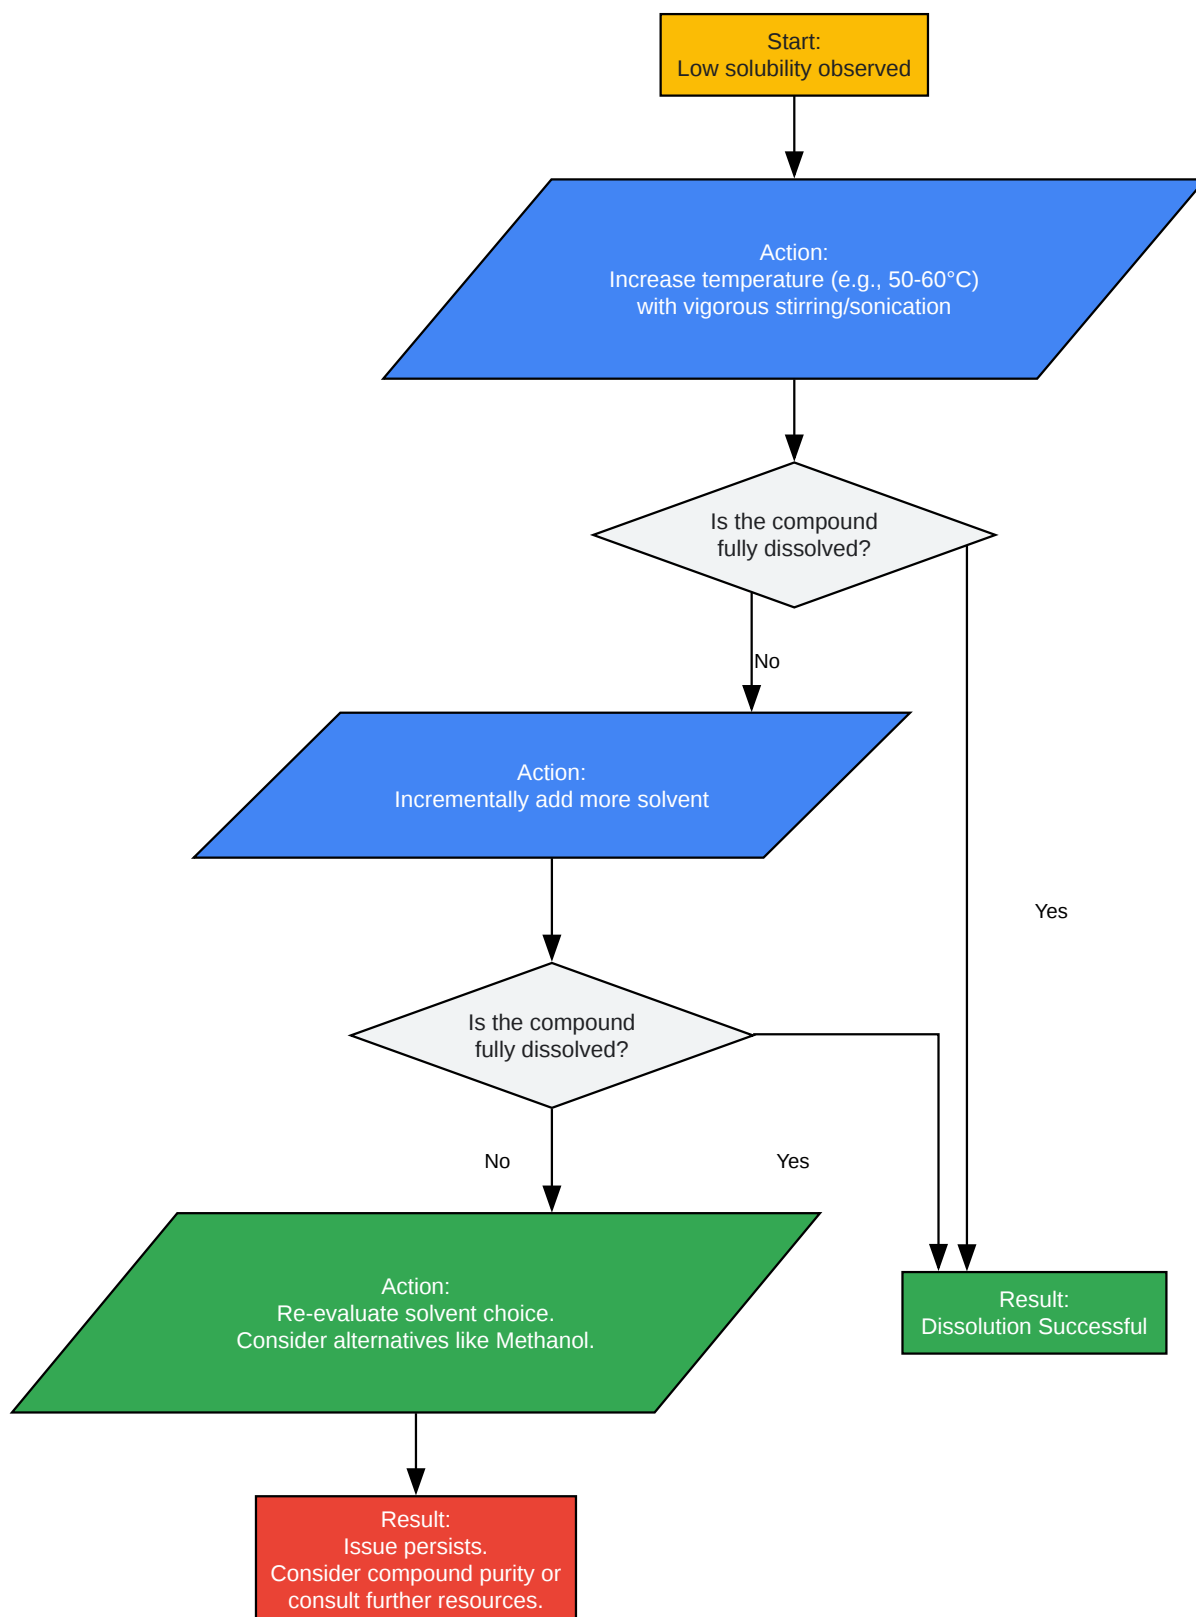 Start:
Low solubility observed
Action:
Increase temperature (e.g., 50-60°C)
with vigorous stirring/sonication
Is the compound
fully dissolved?
No
Action:
Incrementally add more solvent
Yes
Is the compound
fully dissolved?
No
Yes
Action:
Re-evaluate solvent choice.
Consider alternatives like Methanol.
Result:
Dissolution Successful
Result:
Issue persists.
Consider compound purity or
consult further resources.